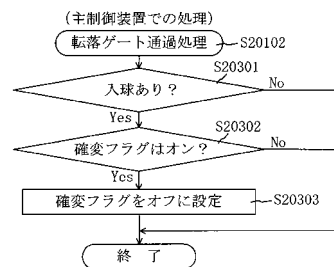 (主制御装置での処理)
転落ゲート通過処理 S20102
S20301
入球あり? No
Yes
S20302
確変フラグはオン? No
Yes
確変フラグをオフに設定 S20303
終了